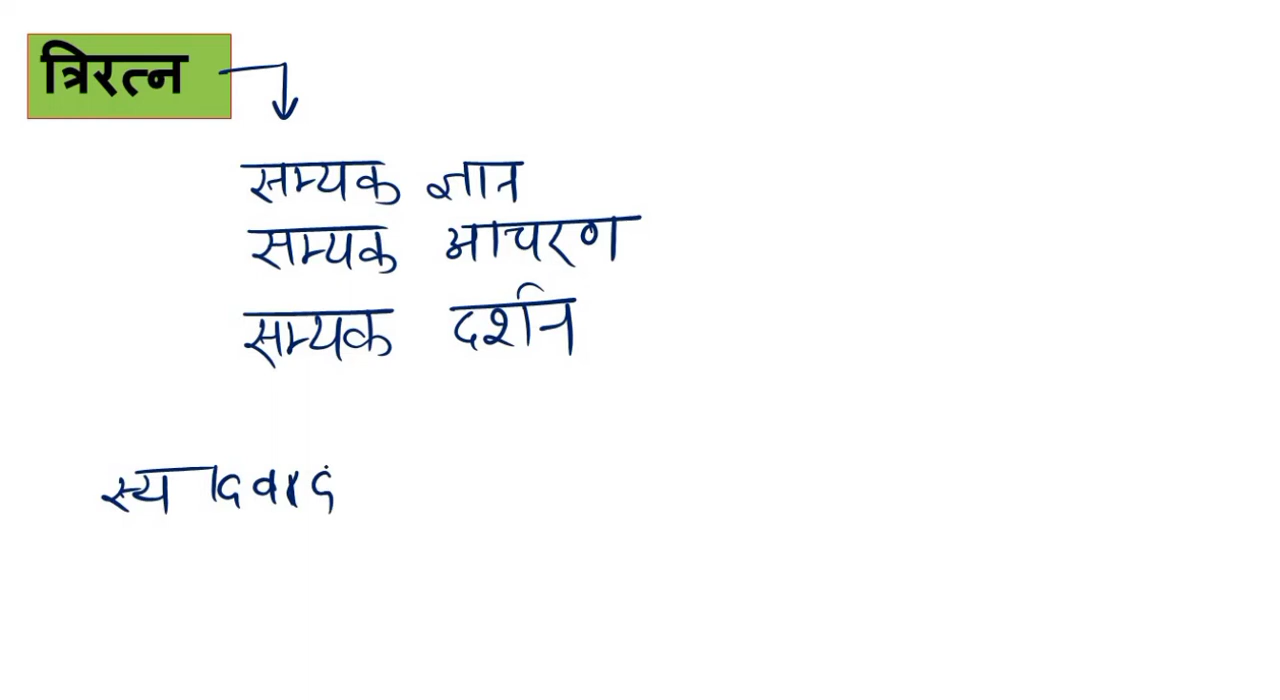 त्रिरत्न
सम्यक ज्ञान
सम्यक आचरण
सम्यक दर्शन
स्यादवाद